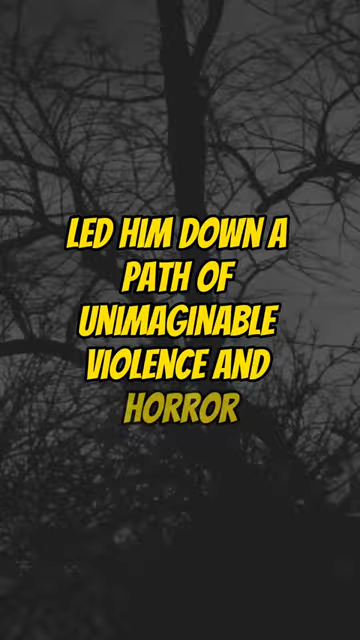 LED HIM DOWN A
PATH OF
UNIMAGINABLE
VIOLENCE AND
HORROR